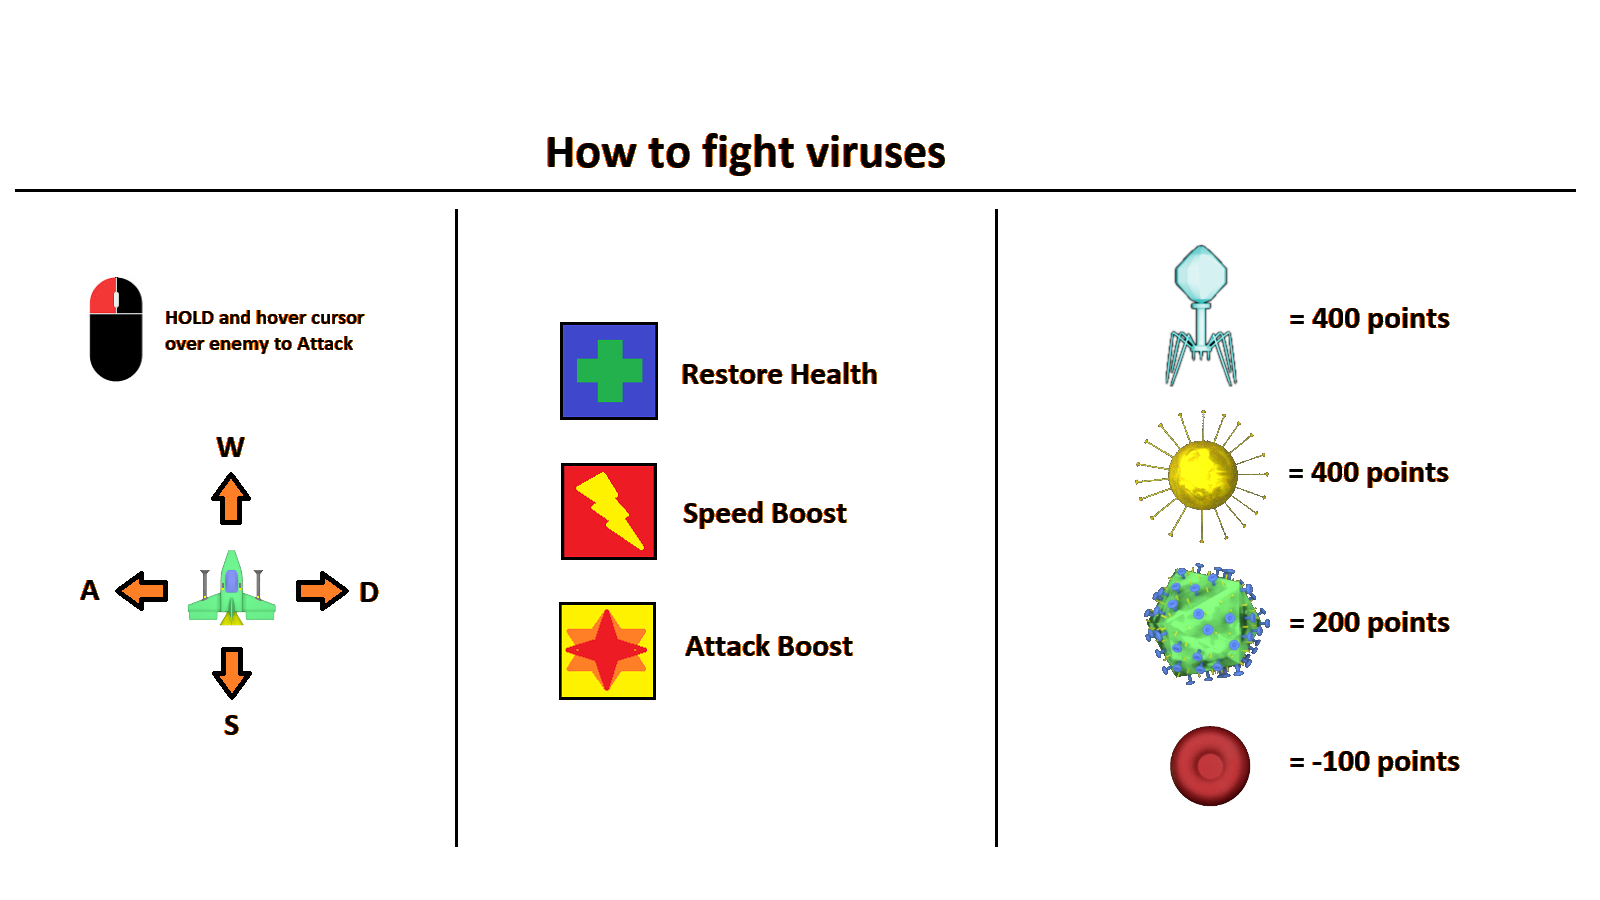 How to fight viruses
HOLD and hover cursor
over enemy to Attack
W
A
D
S
Restore Health
Speed Boost
Attack Boost
= 400 points
= 400 points
= 200 points
= -100 points